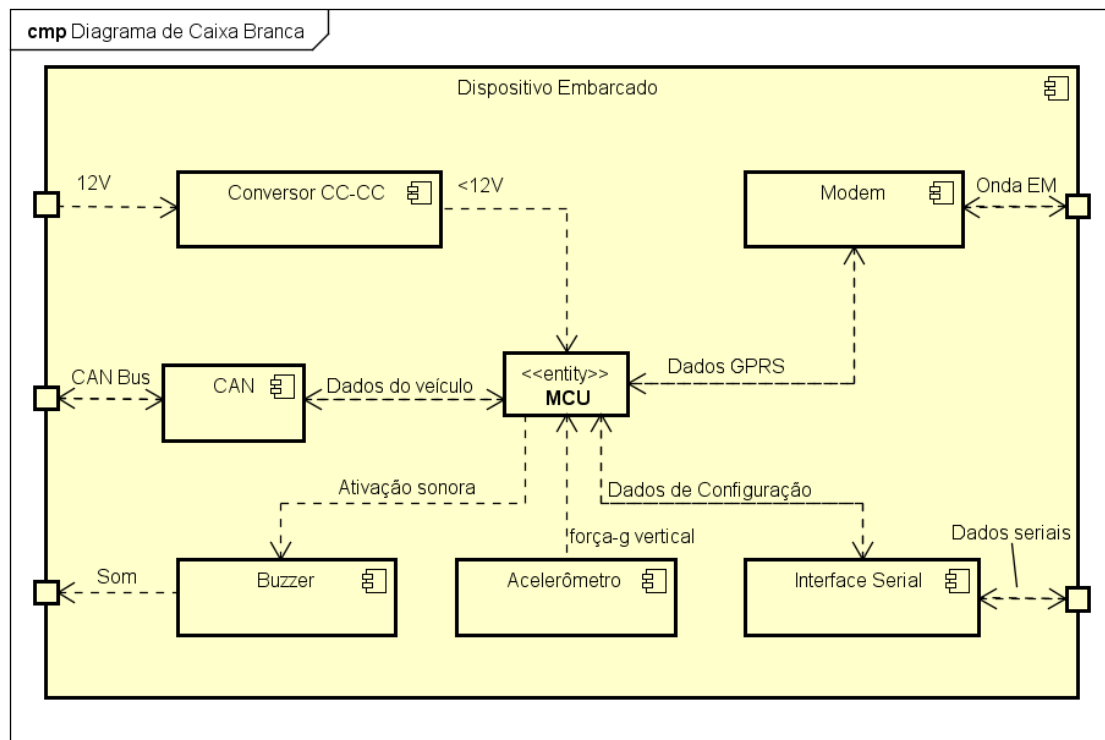 cmp Diagrama de Caixa Branca
Dispositivo Embarcado
12V
Conversor CC-CC
<12V
Modem
Onda EM
CAN Bus
CAN
Dados do veículo
<<entity>>
MCU
Dados GPRS
Ativação sonora
Dados de Configuração
força-g vertical
Dados seriais
Som
Buzzer
Acelerômetro
Interface Serial